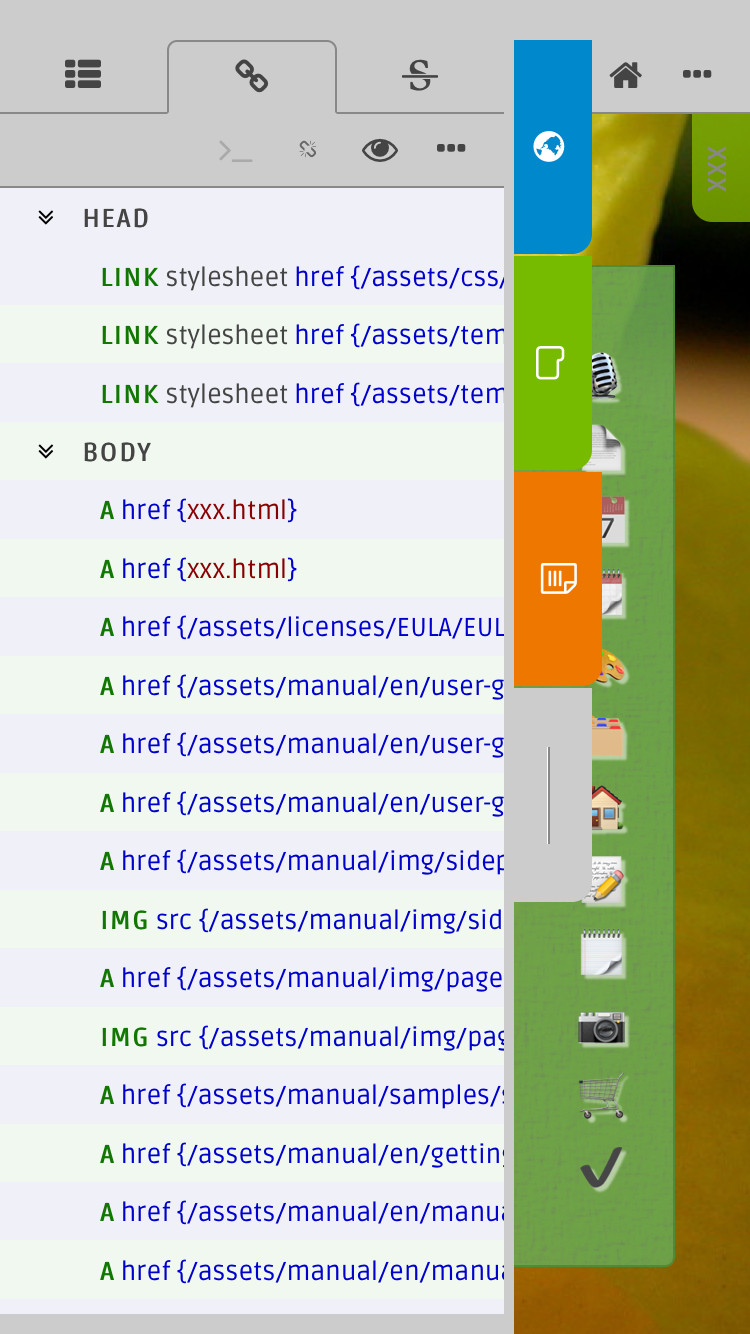 XXX
HEAD
LINK stylesheet href {/assets/css/
LINK stylesheet href {/assets/tem
LINK stylesheet href {/assets/tem
BODY
A href {xxx.html}
A href {xxx.html}
A href {/assets/licenses/EULA/EUL
A href {/assets/manual/en/user-g
A href {/assets/manual/en/user-g
A href {/assets/manual/en/user-g
A href {/assets/manual/img/sidep
IMG src {/assets/manual/img/sid
A href {/assets/manual/img/page
IMG src {/assets/manual/img/pag
A href {/assets/manual/samples/s
A href {/assets/manual/en/getting
A href {/assets/manual/en/manua
A href {/assets/manual/en/manua
7